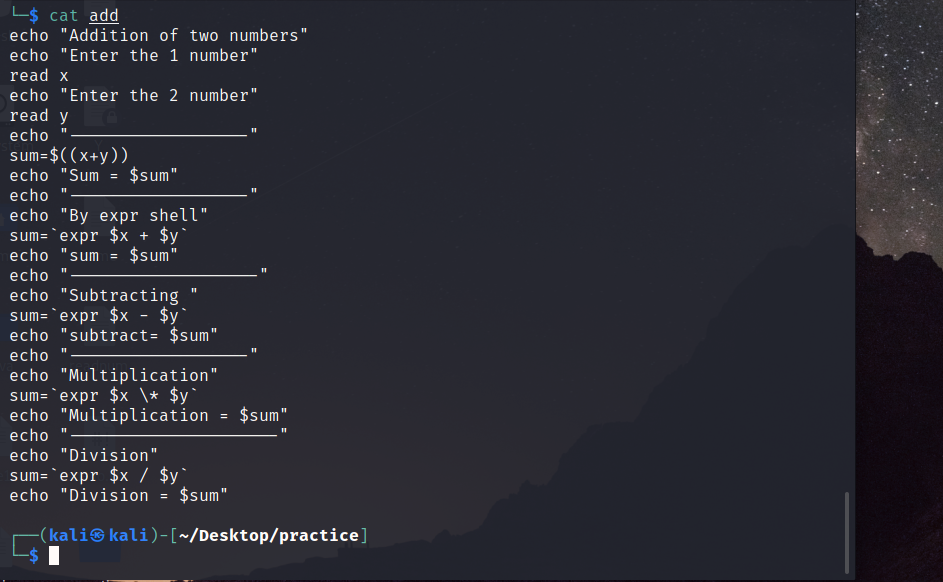 └─$ cat add
echo "Addition of two numbers"
echo "Enter the 1 number"
read x
echo "Enter the 2 number"
read y
echo "------------------"
sum=$((x+y))
echo "Sum = $sum"
echo "------------------"
echo "By expr shell"
sum=`expr $x + $y`
echo "sum = $sum"
echo "-------------------"
echo "Subtracting "
sum=`expr $x - $y`
echo "subtract= $sum"
echo "------------------"
echo "Multiplication"
sum=`expr $x \* $y`
echo "Multiplication = $sum"
echo "---------------------"
echo "Division"
sum=`expr $x / $y`
echo "Division = $sum"
┌──(kali㉿kali)-[~/Desktop/practice]
└─$